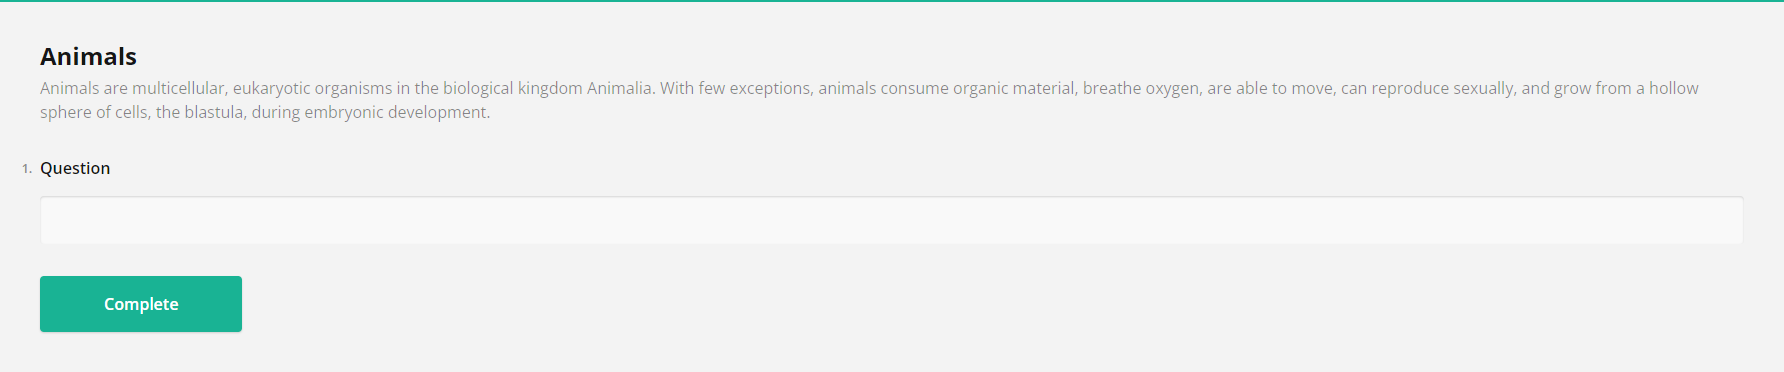 Animals
Animals are multicellular, eukaryotic organisms in the biological kingdom Animalia. With few exceptions, animals consume organic material, breathe oxygen, are able to move, can reproduce sexually, and grow from a hollow
sphere of cells, the blastula, during embryonic development.
1. Question
Complete